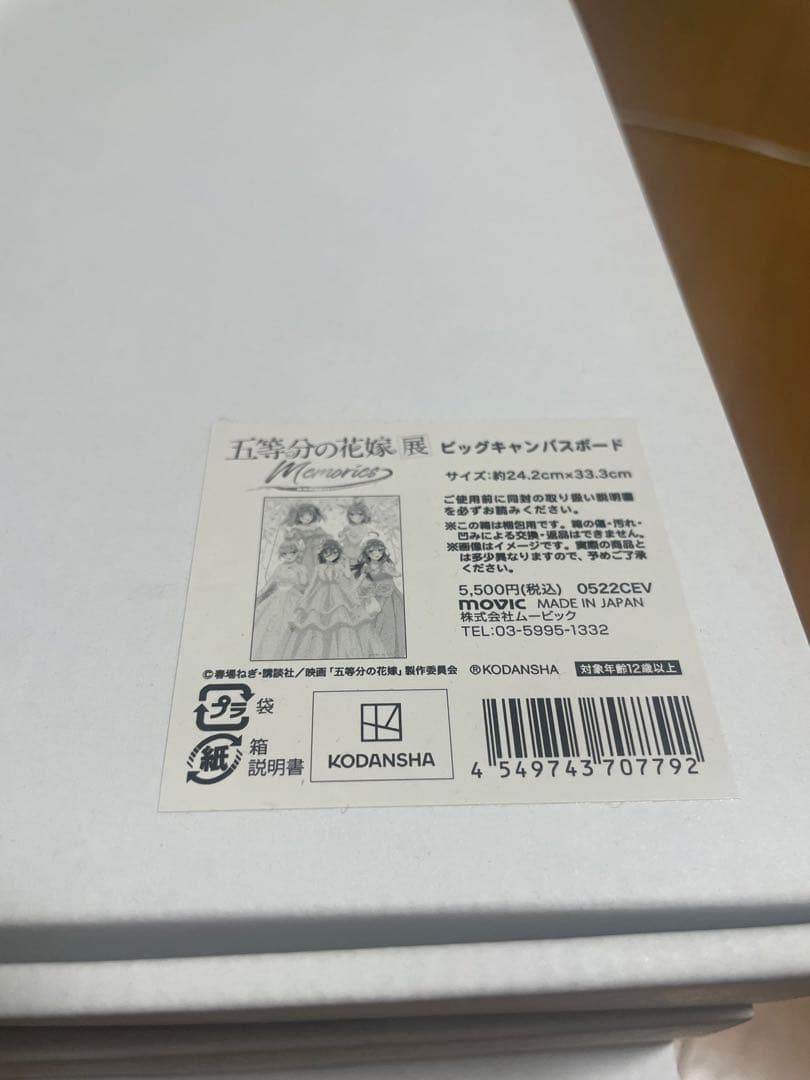 五等分の花嫁展
Memories
ビッグキャンバスボード
サイズ:約24.2cm×33.3cm
ご使用前に同封の取り扱い説明書
を必ずお読みください。
※この箱は梱包用です。箱の傷・汚れ・
凹みによる交換・返品はできません。
※画像はイメージです。実際の商品と
は多少異なりますので、予めご了承
ください。
5,500円(税込) 0522CEV
movic MADE IN JAPAN
株式会社ムービック
TEL:03-5995-1332
©春場ねぎ・講談社／映画「五等分の花嫁」製作委員会 ®KODANSHA 対象年齢12歳以上
プラ 袋
紙 箱
説明書
KODANSHA
4 549743 707792